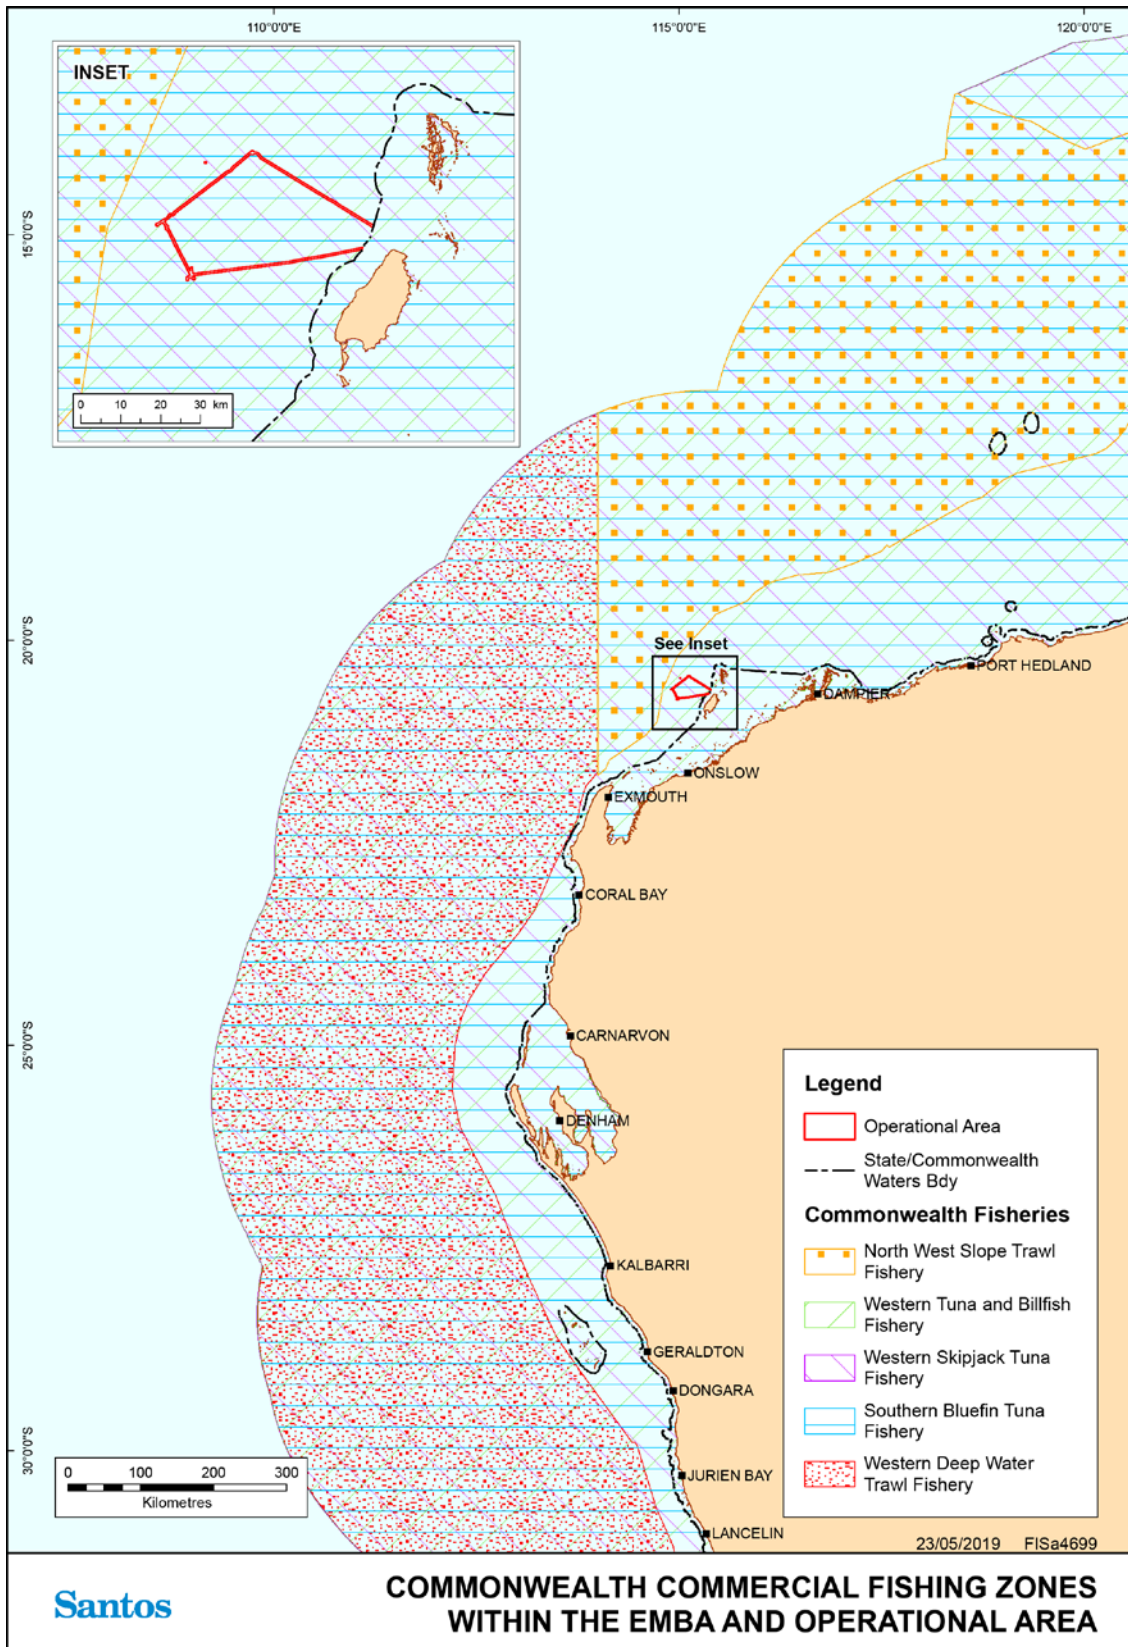 110°0'0"E
115°0'0"E
120°0'0"E
INSET
0 10 20 30 km
15°0'0"S
20°0'0"S
25°0'0"S
30°0'0"S
See Inset
PORT HEDLAND
DAMPIER
ONSLOW
EXMOUTH
CORAL BAY
CARNARVON
DENHAM
KALBARRI
GERALDTON
DONGARA
JURIEN BAY
LANCELIN
Legend
Operational Area
State/Commonwealth
Waters Bdy
Commonwealth Fisheries
North West Slope Trawl
Fishery
Western Tuna and Billfish
Fishery
Western Skipjack Tuna
Fishery
Southern Bluefin Tuna
Fishery
Western Deep Water
Trawl Fishery
0 100 200 300
Kilometres
23/05/2019 FISa4699
Santos
COMMONWEALTH COMMERCIAL FISHING ZONES
WITHIN THE EMBA AND OPERATIONAL AREA